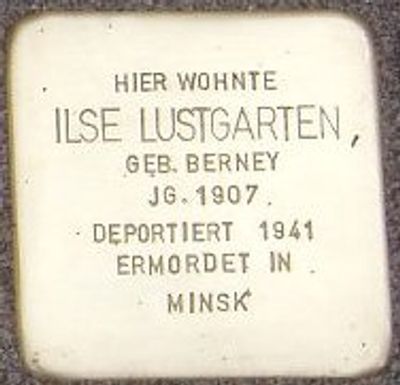 HIER WOHNTE
ILSE LUSTGARTEN,
GEB. BERNEY
JG. 1907
DEPORTIERT 1941
ERMORDET IN
MINSK